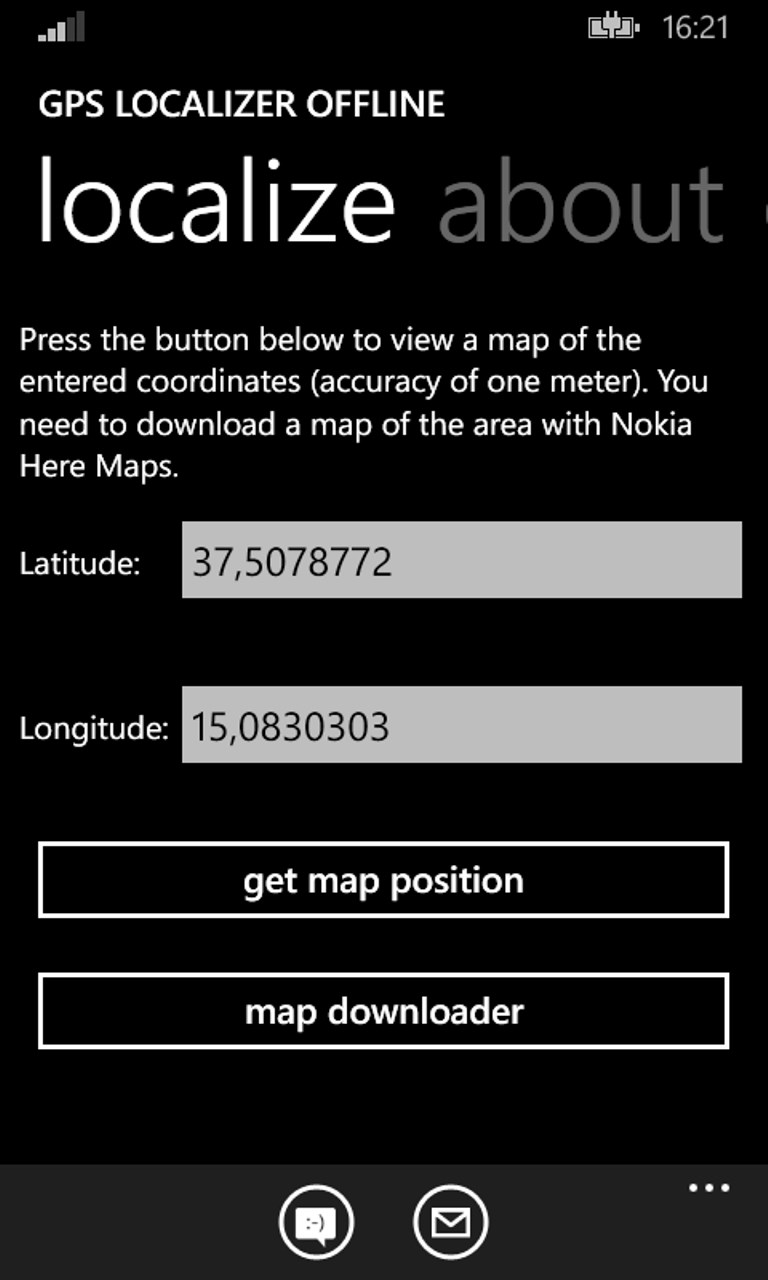 16:21
GPS LOCALIZER OFFLINE
localize about
Press the button below to view a map of the
entered coordinates (accuracy of one meter). You
need to download a map of the area with Nokia
Here Maps.
Latitude: 37,5078772
Longitude: 15,0830303
get map position
map downloader
:-)